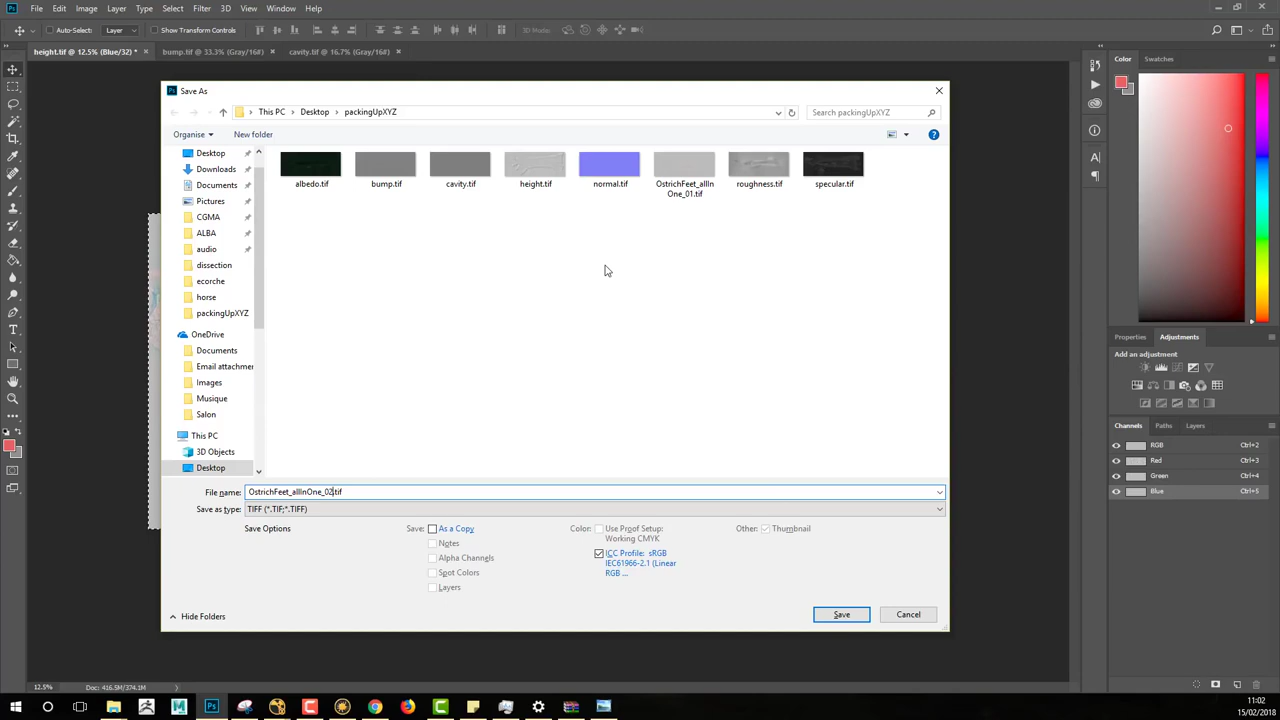 File Edit Image Layer Type Select Filter 3D View Window Help
Auto-Select: Layer Show Transform Controls 3D Mode:
height.tif @ 12.5% (Blue/32) * × bump.tif @ 33.3% (Gray/16#) × cavity.tif @ 16.7% (Gray/16#) ×
Save As
This PC > Desktop > packingUpXYZ
Search packingUpXYZ
Organise New folder
Desktop
Downloads
Documents
Pictures
CGMA
ALBA
audio
dissection
ecorche
horse
packingUpXYZ
OneDrive
Documents
Email attachmer
Images
Musique
Salon
This PC
3D Objects
Desktop
albedo.tif
bump.tif
cavity.tif
height.tif
normal.tif
OstrichFeet_allIn
One_01.tif
roughness.tif
specular.tif
File name: OstrichFeet_allInOne_02.tif
Save as type: TIFF (*.TIF;*.TIFF)
Save Options
Save: As a Copy
Notes
Alpha Channels
Spot Colors
Layers
Color: Use Proof Setup:
Working CMYK
ICC Profile: sRGB
IEC61966-2.1 (Linear
RGB ...
Other: Thumbnail
Hide Folders
Save Cancel
Color Swatches
Properties Adjustments
Add an adjustment
Channels Paths Layers
RGB Ctrl+2
Red Ctrl+3
Green Ctrl+4
Blue Ctrl+5
12.5% Doc: 416.5M/374.1M
11:02
15/02/2018